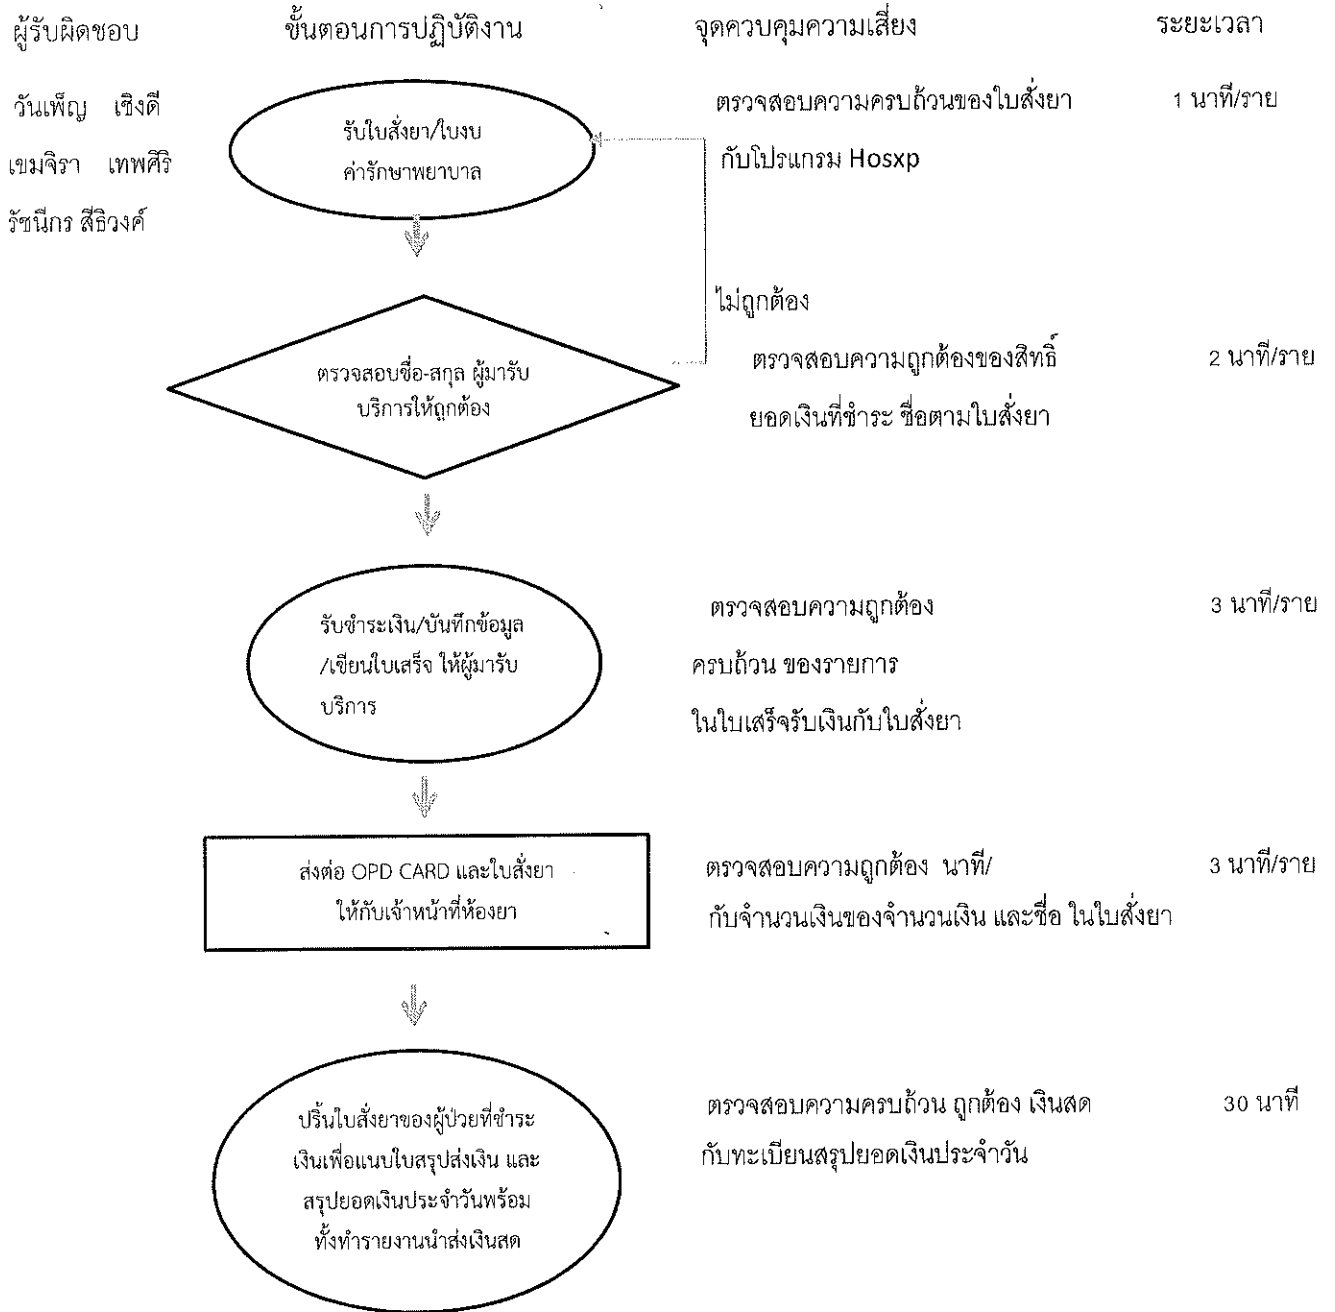 ผู้รับผิดชอบ ขั้นตอนการปฏิบัติงาน จุดควบคุมความเสี่ยง ระยะเวลา
วันเพ็ญ เชิงดี
เขมจิรา เทพศิริ
รัชนีกร สีธิวงค์
รับใบสั่งยา/ใบงบ
ค่ารักษาพยาบาล
ตรวจสอบความครบถ้วนของใบสั่งยา 1 นาที/ราย
กับโปรแกรม Hosxp
ไม่ถูกต้อง
ตรวจสอบชื่อ-สกุล ผู้มารับ
บริการให้ถูกต้อง
ตรวจสอบความถูกต้องของสิทธิ์ 2 นาที/ราย
ยอดเงินที่ชำระ ชื่อตามใบสั่งยา
รับชำระเงิน/บันทึกข้อมูล
/เขียนใบเสร็จ ให้ผู้มารับ
บริการ
ตรวจสอบความถูกต้อง 3 นาที/ราย
ครบถ้วน ของรายการ
ในใบเสร็จรับเงินกับใบสั่งยา
ส่งต่อ OPD CARD และใบสั่งยา
ให้กับเจ้าหน้าที่ห้องยา
ตรวจสอบความถูกต้อง นาที/ 3 นาที/ราย
กับจำนวนเงินของจำนวนเงิน และชื่อ ในใบสั่งยา
ปริ้นใบสั่งยาของผู้ป่วยที่ชำระ
เงินเพื่อแนบใบสรุปส่งเงิน และ
สรุปยอดเงินประจำวันพร้อม
ทั้งทำรายงานนำส่งเงินสด
ตรวจสอบความครบถ้วน ถูกต้อง เงินสด 30 นาที
กับทะเบียนสรุปยอดเงินประจำวัน